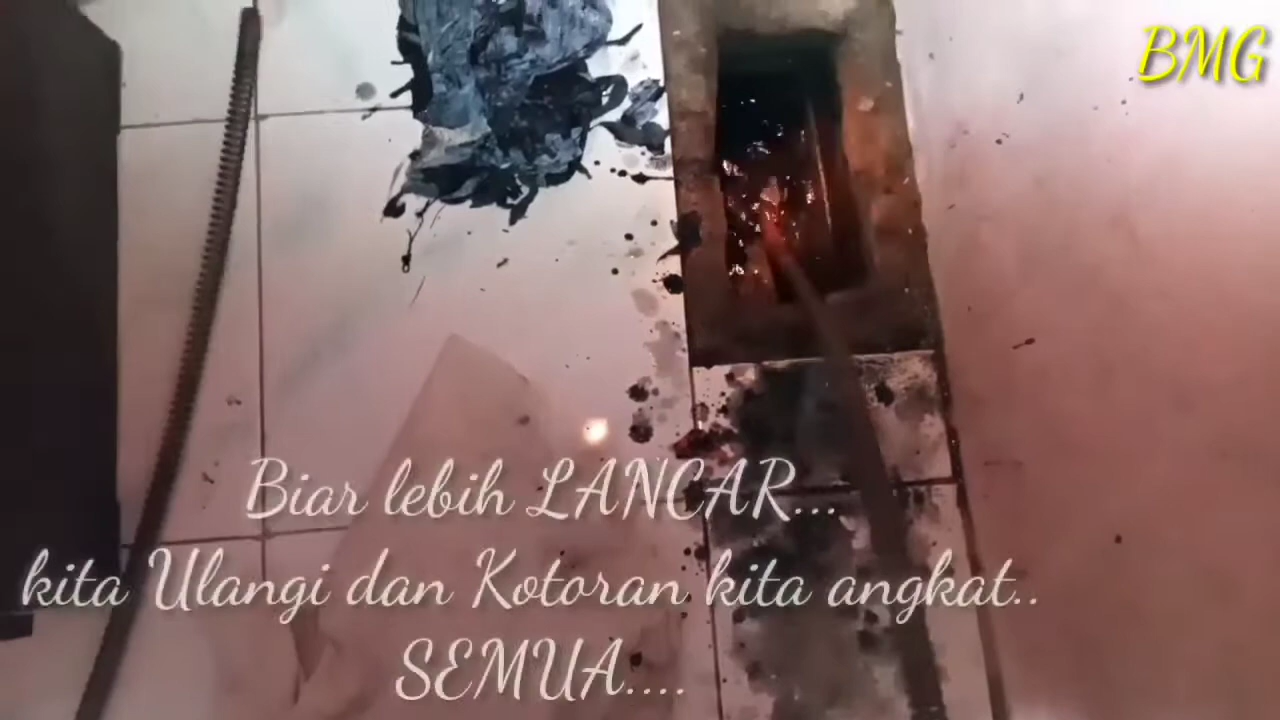 BMG
Biar lebih LANCAR...
kita Ulangi dan Kotoran kita angkat..
SEMUA....